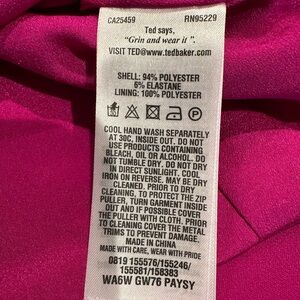 CA25459 RN95229
Ted says,
"Grin and wear it".
VISIT TED@www.tedbaker.com
SHELL: 94% POLYESTER
6% ELASTANE
LINING: 100% POLYESTER
COOL HAND WASH SEPARATELY
AT 30C, INSIDE OUT. DO NOT
USE PRODUCTS CONTAINING
BLEACH, OIL OR ALCOHOL. DO
NOT TUMBLE DRY. DO NOT DRY
IN DIRECT SUNLIGHT. COOL
IRON ON REVERSE. MAY BE DRY
CLEANED. PRIOR TO DRY
CLEANING, TO PROTECT THE ZIP
PULLER, TURN GARMENT INSIDE
OUT AND IF POSSIBLE COVER
THE PULLER WITH CLOTH. PRIOR
TO CLEANING COVER THE METAL
TRIMS TO PREVENT DAMAGE.
MADE IN CHINA
MADE WITH CARE, WEAR WITH PRIDE
0819 155576/155246/
155581/158383
WA6W GW76 PAYSY